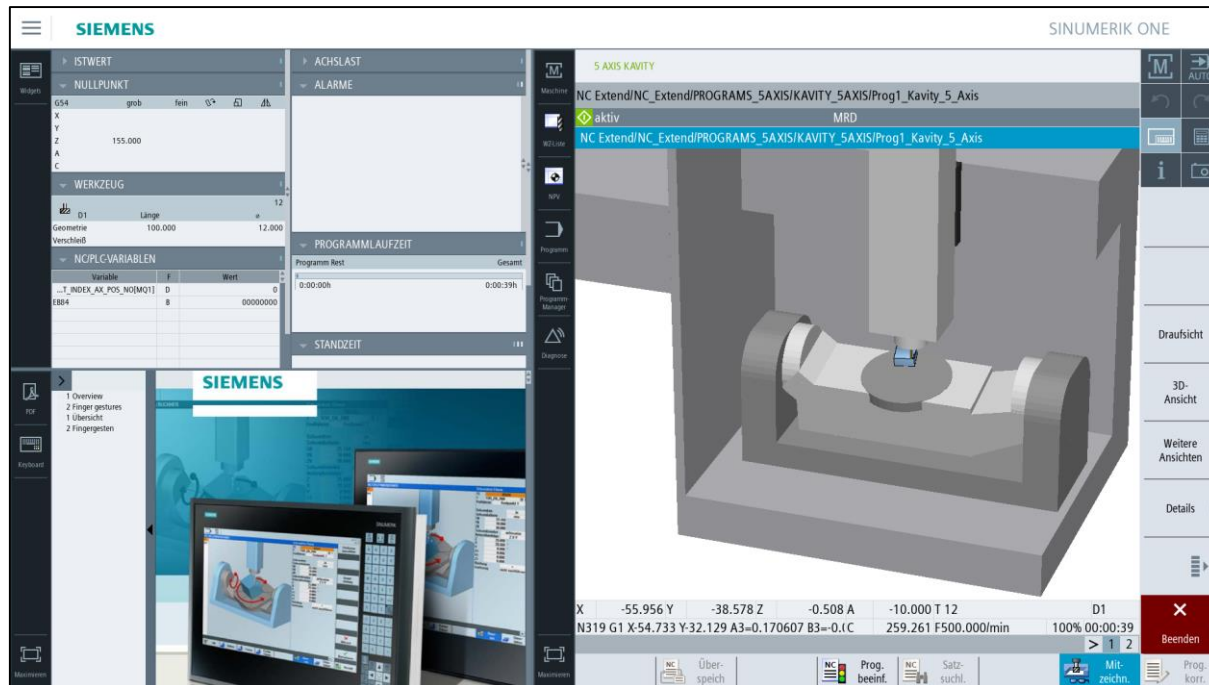 SIEMENS
SINUMERIK ONE
Widgets
ISTWERT
NULLPUNKT
G54 grob fein
X
Y
Z 155.000
A
C
WERKZEUG
12
D1 Länge ⌀
Geometrie 100.000 12.000
Verschleiß
NC/PLC-VARIABLEN
Variable F Wert
...T_INDEX_AX_POS_NO[MQ1] D 0
EB84 B 00000000
ACHSLAST
ALARME
PROGRAMMLAUFZEIT
Programm Rest Gesamt
0:00:00h 0:00:39h
STANDZEIT
PDF
Keyboard
Maximieren
1 Overview
2 Finger gestures
1 Übersicht
2 Fingergesten
SIEMENS
SIEMENS
Maschine
WZ-Liste
NPV
Programm
Programm-
Manager
Diagnose
Maximieren
5 AXIS KAVITY
NC Extend/NC_Extend/PROGRAMS_5AXIS/KAVITY_5AXIS/Prog1_Kavity_5_Axis
aktiv MRD
NC Extend/NC_Extend/PROGRAMS_5AXIS/KAVITY_5AXIS/Prog1_Kavity_5_Axis
X -55.956 Y -38.578 Z -0.508 A -10.000 T 12 D1
N319 G1 X-54.733 Y-32.129 A3=0.170607 B3=-0.( C 259.261 F500.000/min 100% 00:00:39
> 1 2
NC Über-
speich
NC Prog.
beeinf.
NC Satz-
suchl.
Mit-
zeichn.
Prog.
korr.
M
AUTO
Draufsicht
3D-
Ansicht
Weitere
Ansichten
Details
Beenden